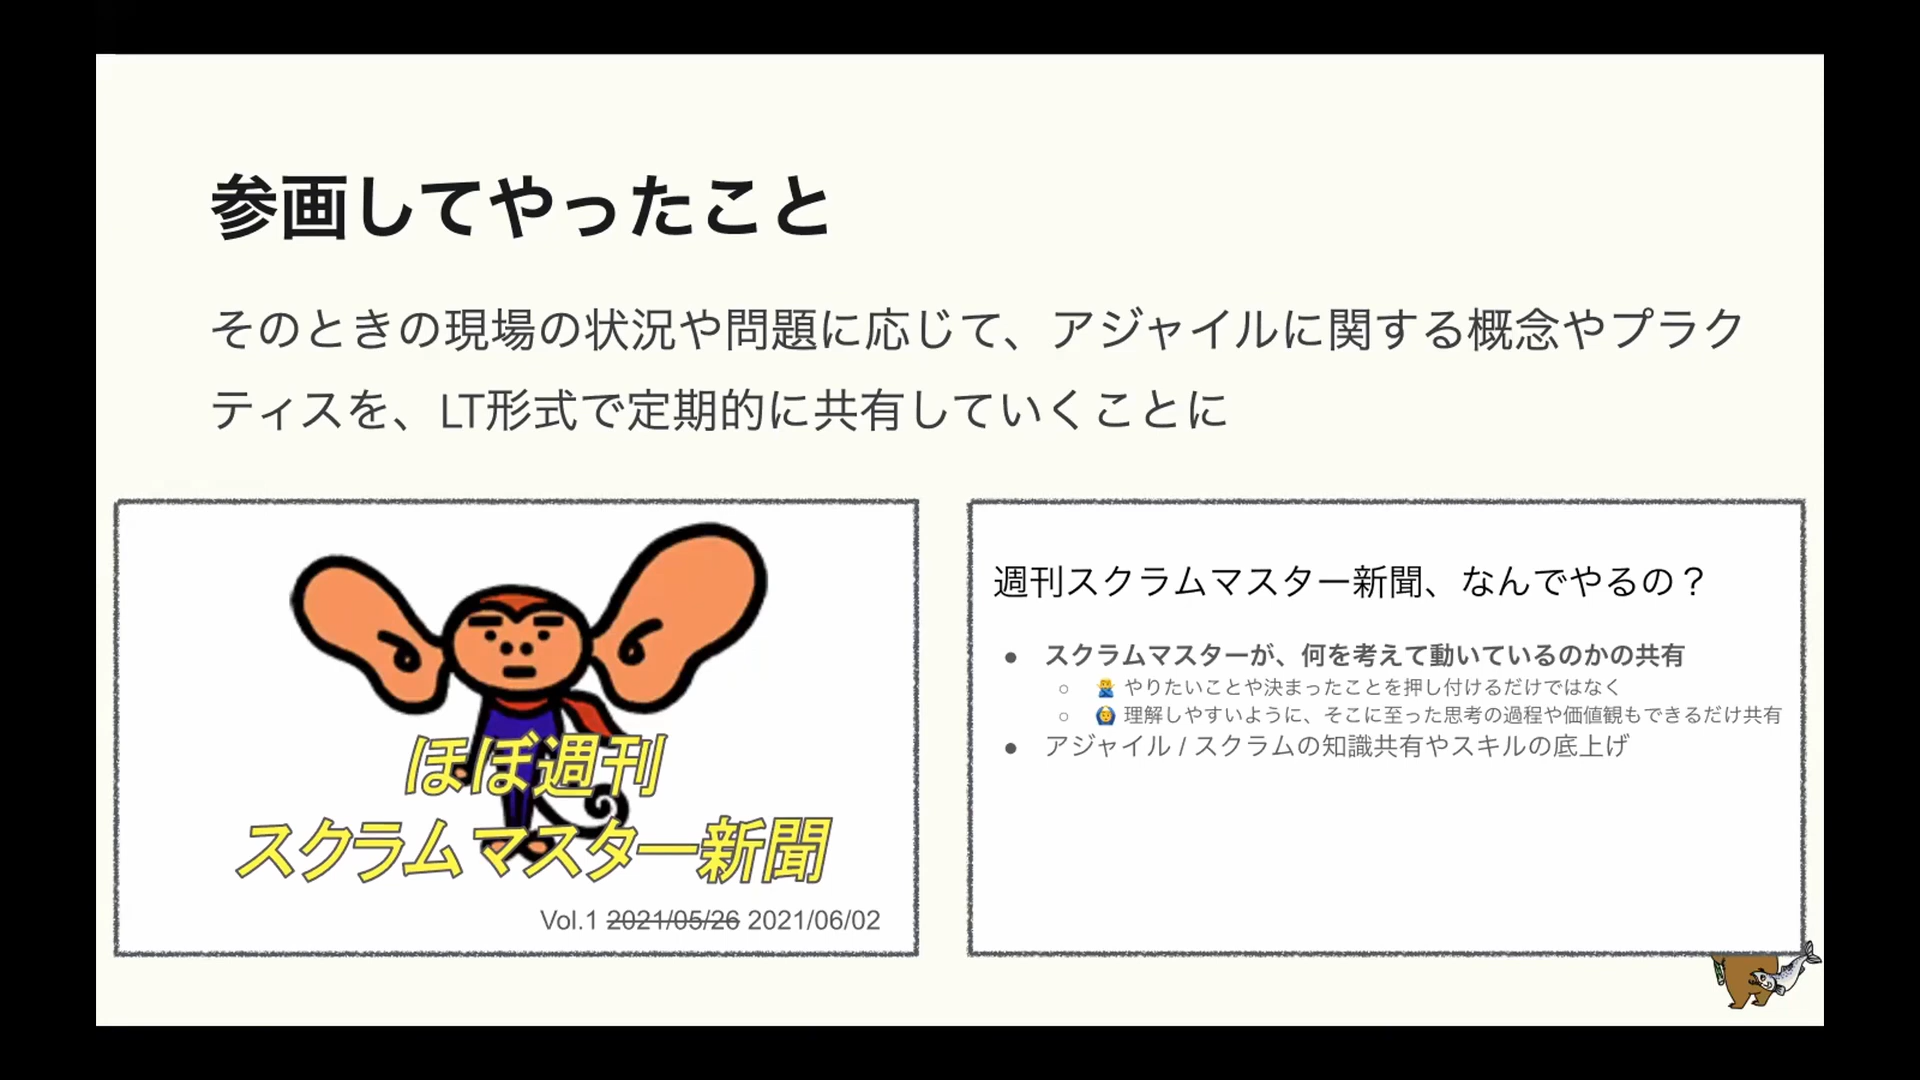 参画してやったこと
そのときの現場の状況や問題に応じて、アジャイルに関する概念やプラク
ティスを、LT形式で定期的に共有していくことに
ほぼ週刊
スクラムマスター新聞
Vol.1 2021/05/26 2021/06/02
週刊スクラムマスター新聞、なんでやるの？
● スクラムマスターが、何を考えて動いているのかの共有
○ 🙅‍♂️ やりたいことや決まったことを押し付けるだけではなく
○ 🙆‍♂️ 理解しやすいように、そこに至った思考の過程や価値観もできるだけ共有
● アジャイル / スクラムの知識共有やスキルの底上げ